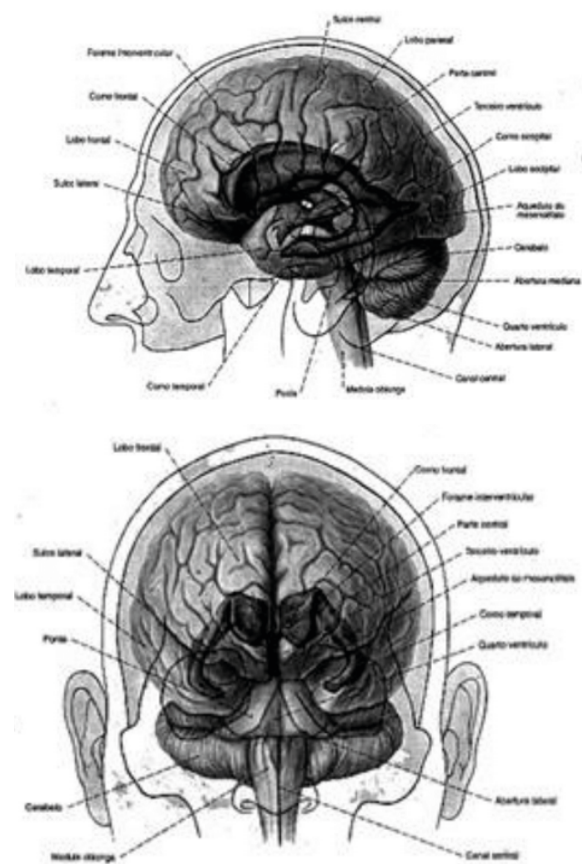 Sulco central
Lobo parietal
Forame interventricular
Parte central
Corno frontal
Terceiro ventrículo
Corno occipital
Lobo frontal
Lobo occipital
Sulco lateral
Aqueduto do mesencéfalo
Cerebelo
Lobo temporal
Abertura mediana
Quarto ventrículo
Abertura lateral
Corno temporal
Canal central
Ponte
Medula oblonga
Lobo frontal
Corno frontal
Forame interventricular
Parte central
Sulco lateral
Terceiro ventrículo
Aqueduto do mesencéfalo
Lobo temporal
Corno temporal
Ponte
Quarto ventrículo
Cerebelo
Abertura lateral
Medula oblonga
Canal central